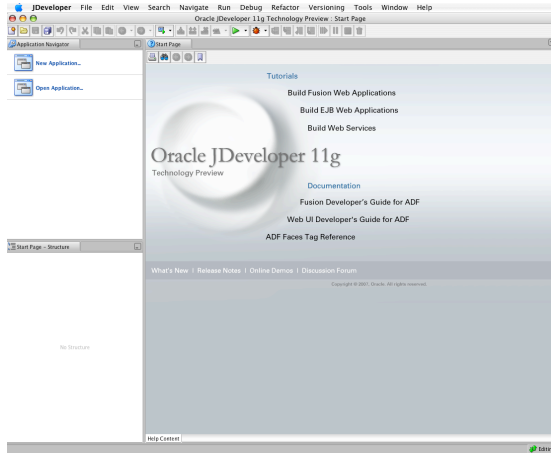 JDeveloper File Edit View Search Navigate Run Debug Refactor Versioning Tools Window Help
Oracle JDeveloper 11g Technology Preview : Start Page
Application Navigator
Start Page
New Application...
Open Application...
Tutorials
Build Fusion Web Applications
Build EJB Web Applications
Build Web Services
Oracle JDeveloper 11g
Technology Preview
Documentation
Fusion Developer's Guide for ADF
Web UI Developer's Guide for ADF
ADF Faces Tag Reference
Start Page - Structure
What's New | Release Notes | Online Demos | Discussion Forum
Copyright © 2007, Oracle. All rights reserved.
No Structure
Help Content
Editin